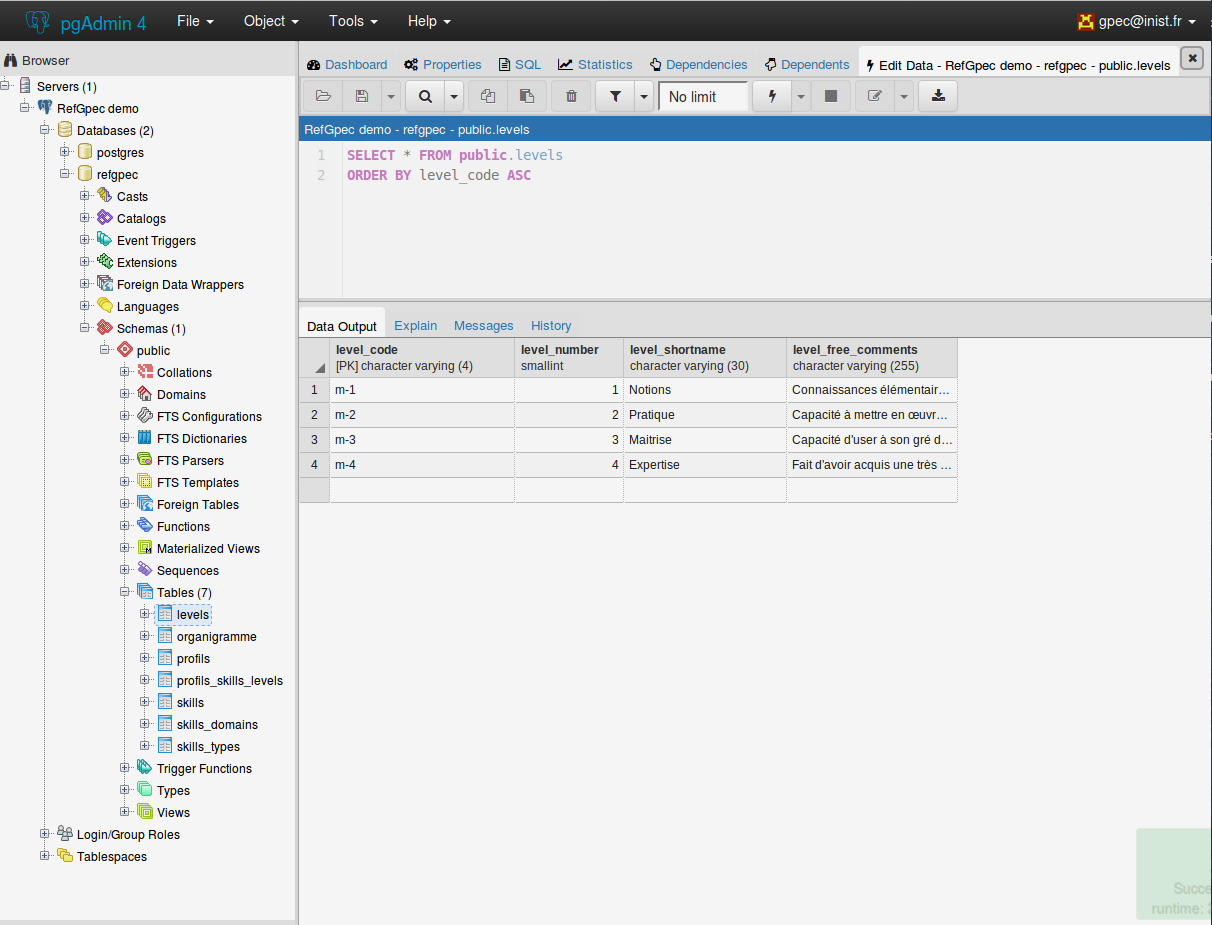 pgAdmin 4 File Object Tools Help gpec@inist.fr
Browser
Servers (1)
RefGpec demo
Databases (2)
postgres
refgpec
Casts
Catalogs
Event Triggers
Extensions
Foreign Data Wrappers
Languages
Schemas (1)
public
Collations
Domains
FTS Configurations
FTS Dictionaries
FTS Parsers
FTS Templates
Foreign Tables
Functions
Materialized Views
Sequences
Tables (7)
levels
organigramme
profils
profils_skills_levels
skills
skills_domains
skills_types
Trigger Functions
Types
Views
Login/Group Roles
Tablespaces
Dashboard Properties SQL Statistics Dependencies Dependents Edit Data - RefGpec demo - refgpec - public.levels
No limit
RefGpec demo - refgpec - public.levels
1 SELECT * FROM public.levels
2 ORDER BY level_code ASC
Data Output Explain Messages History
level_code level_number level_shortname level_free_comments
[PK] character varying (4) smallint character varying (30) character varying (255)
1 m-1 1 Notions Connaissances élémentair…
2 m-2 2 Pratique Capacité à mettre en œuvr…
3 m-3 3 Maitrise Capacité d'user à son gré d…
4 m-4 4 Expertise Fait d'avoir acquis une très …
Succe
runtime: 2